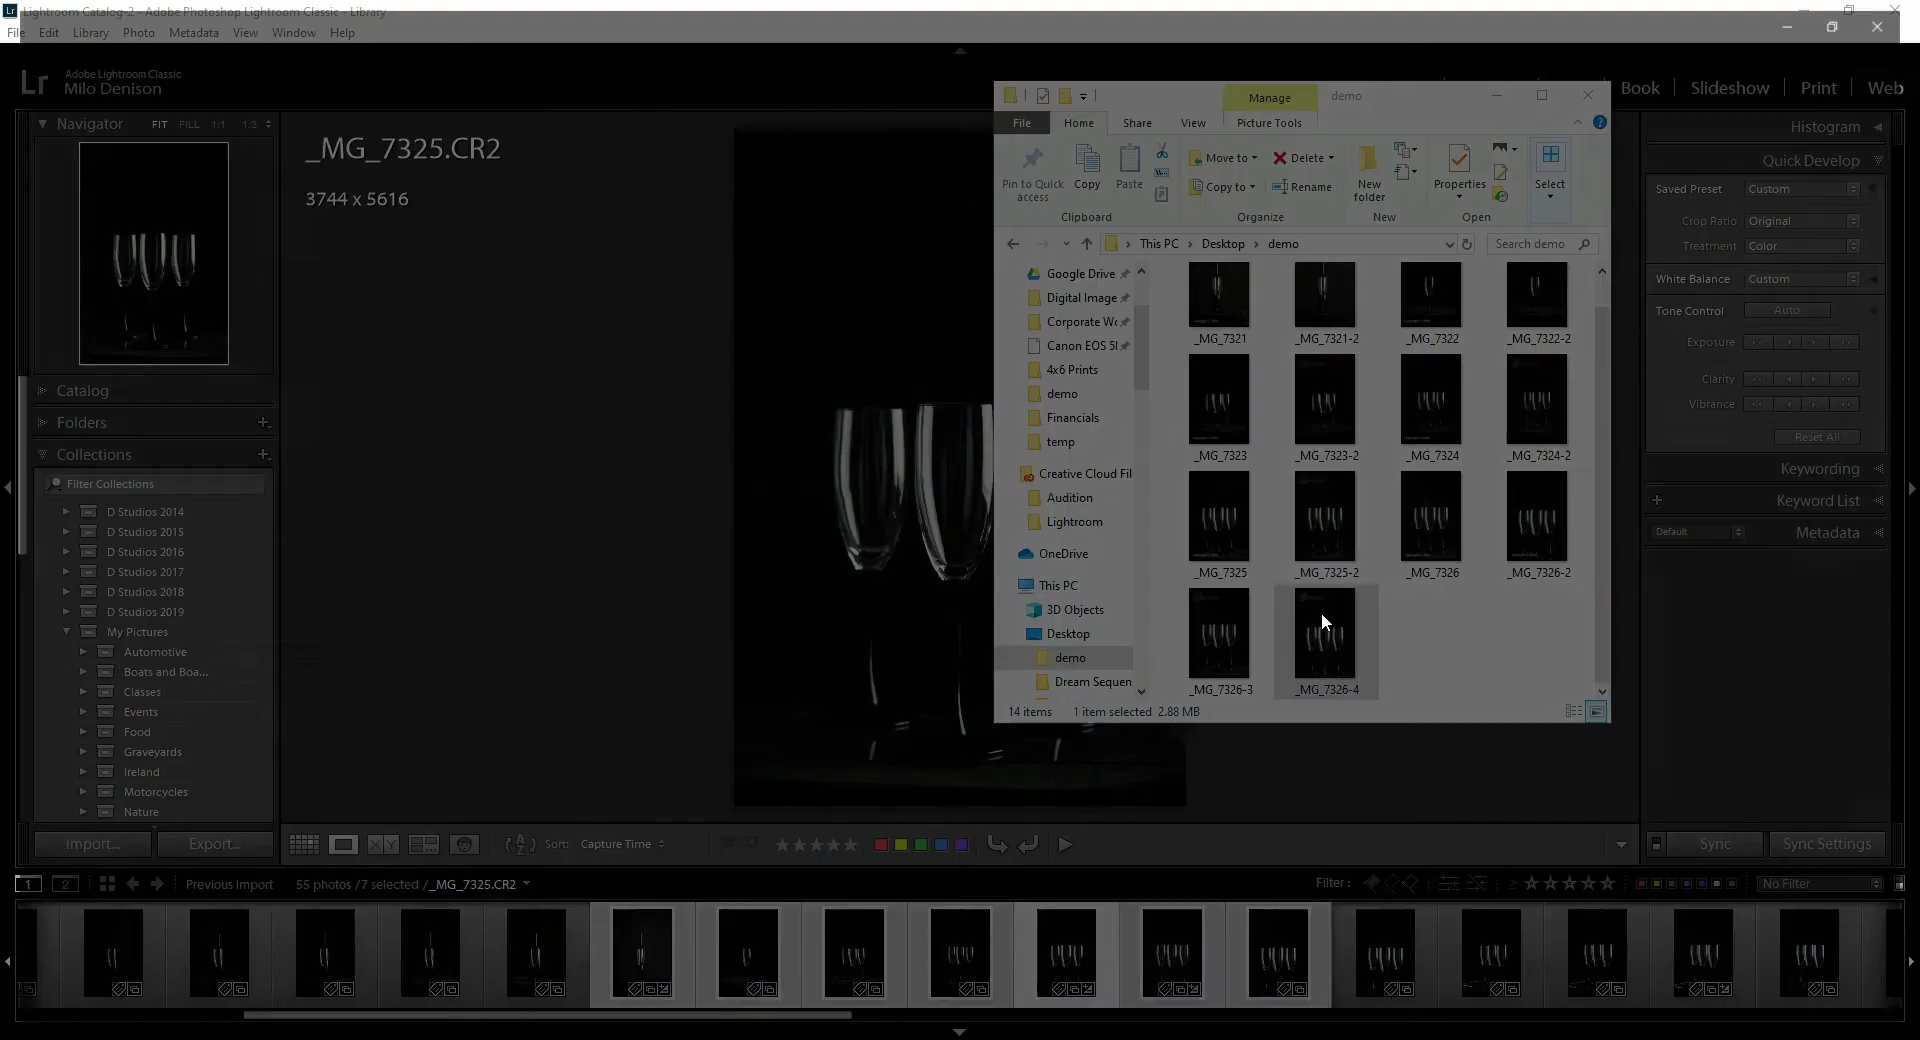 Lightroom Catalog-2 - Adobe Photoshop Lightroom Classic - Library
File Edit Library Photo Metadata View Window Help
Lr Adobe Lightroom Classic
Milo Denison
Book | Slideshow | Print | Web
Navigator FIT FILL 1:1 1:3
_MG_7325.CR2
3744 x 5616
Catalog
Folders
Collections
Filter Collections
D Studios 2014
D Studios 2015
D Studios 2016
D Studios 2017
D Studios 2018
D Studios 2019
My Pictures
Automotive
Boats and Boa...
Classes
Events
Food
Graveyards
Ireland
Motorcycles
Nature
Import...
Export...
Manage demo
File Home Share View Picture Tools
Pin to Quick access
Copy
Paste
Move to
Copy to
Delete
Rename
New folder
Properties
Select
Clipboard Organize New Open
This PC > Desktop > demo
Search demo
Google Drive
Digital Image
Corporate Wo
Canon EOS 5I
4x6 Prints
demo
Financials
temp
Creative Cloud Fil
Audition
Lightroom
OneDrive
This PC
3D Objects
Desktop
demo
Dream Sequen
_MG_7321 _MG_7321-2 _MG_7322 _MG_7322-2
_MG_7323 _MG_7323-2 _MG_7324 _MG_7324-2
_MG_7325 _MG_7325-2 _MG_7326 _MG_7326-2
_MG_7326-3 _MG_7326-4
14 items 1 item selected 2.88 MB
Histogram
Quick Develop
Saved Preset Custom
Crop Ratio Original
Treatment Color
White Balance Custom
Tone Control Auto
Exposure
Clarity
Vibrance
Reset All
Keywording
Keyword List
Default Metadata
Sort: Capture Time
Sync
Sync Settings
1 2 Previous Import 55 photos /7 selected /_MG_7325.CR2
Filter :
No Filter